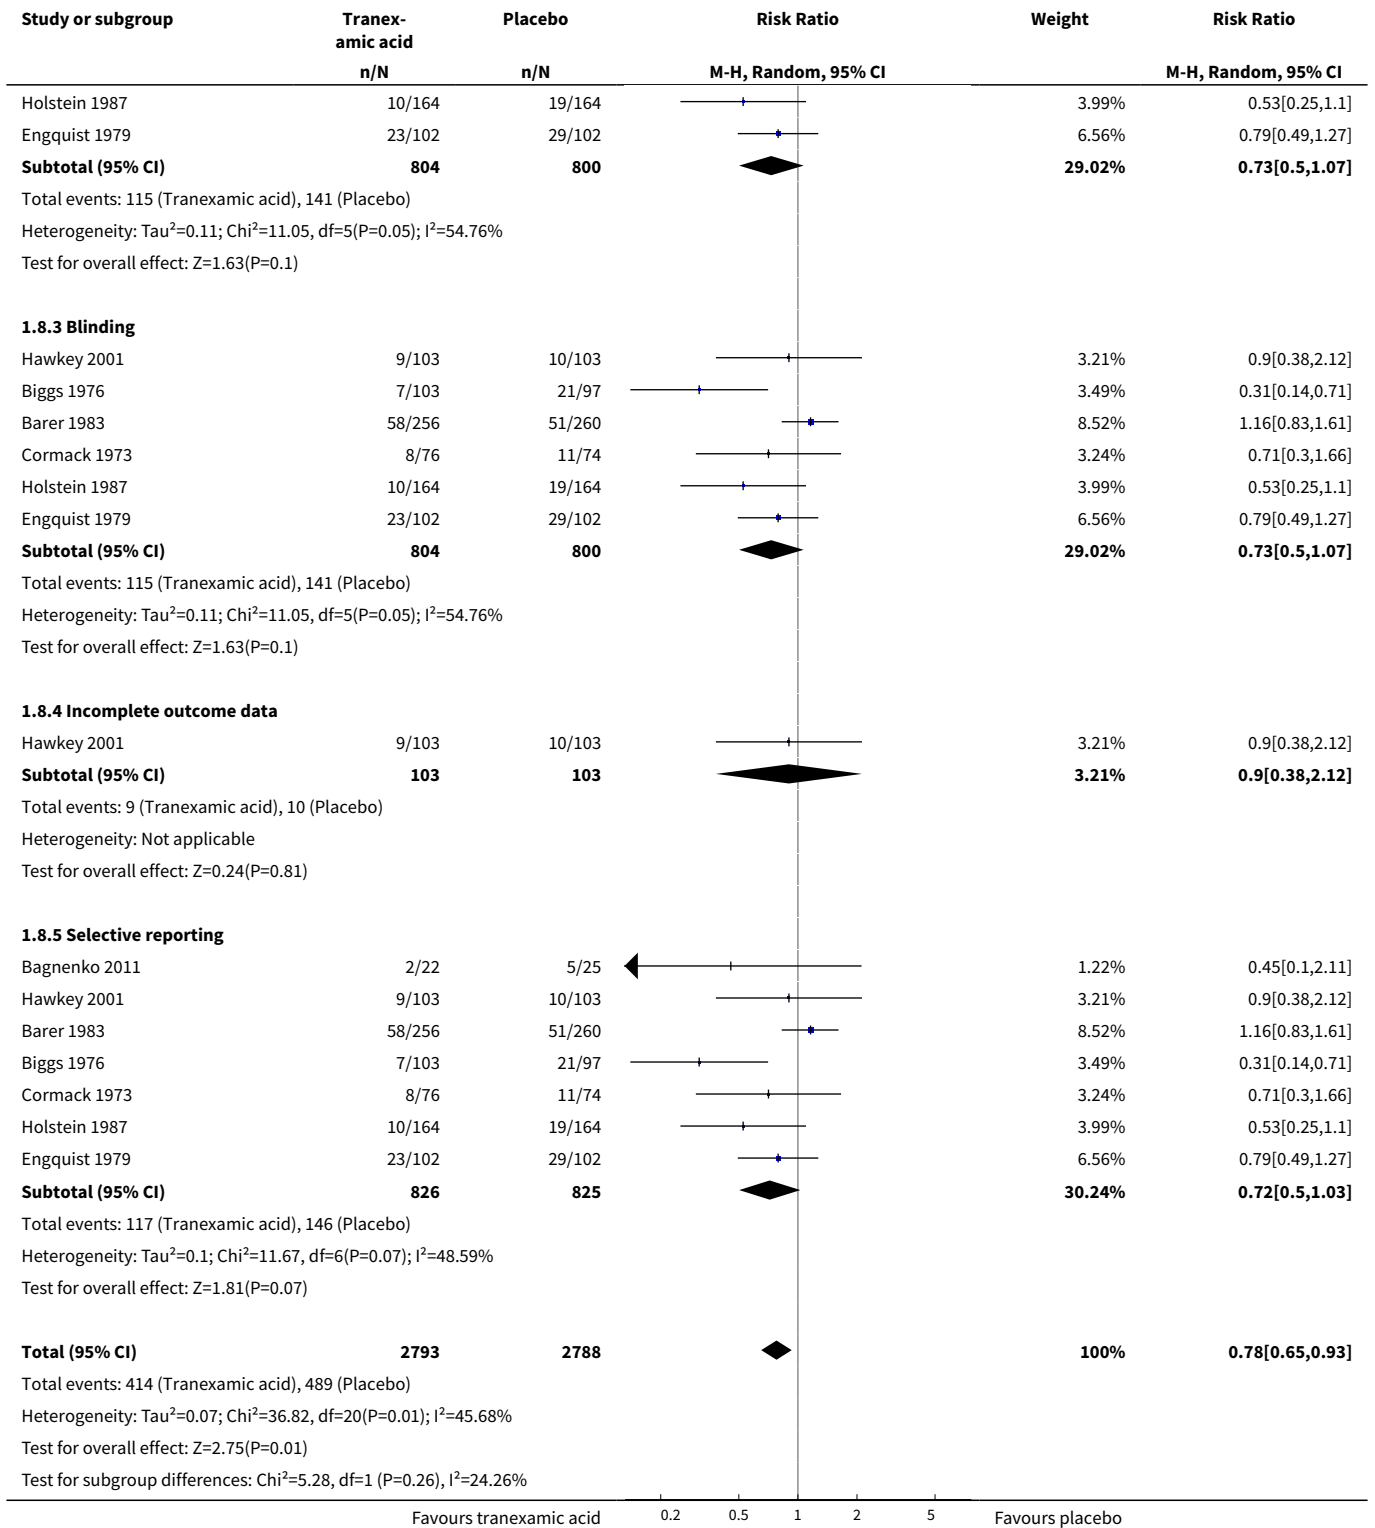 Study or subgroup Tranex- Placebo Risk Ratio Weight Risk Ratio
amic acid
n/N n/N M-H, Random, 95% CI M-H, Random, 95% CI
Holstein 1987 10/164 19/164 3.99% 0.53[0.25,1.1]
Engquist 1979 23/102 29/102 6.56% 0.79[0.49,1.27]
Subtotal (95% CI) 804 800 29.02% 0.73[0.5,1.07]
Total events: 115 (Tranexamic acid), 141 (Placebo)
Heterogeneity: Tau²=0.11; Chi²=11.05, df=5(P=0.05); I²=54.76%
Test for overall effect: Z=1.63(P=0.1)
1.8.3 Blinding
Hawkey 2001 9/103 10/103 3.21% 0.9[0.38,2.12]
Biggs 1976 7/103 21/97 3.49% 0.31[0.14,0.71]
Barer 1983 58/256 51/260 8.52% 1.16[0.83,1.61]
Cormack 1973 8/76 11/74 3.24% 0.71[0.3,1.66]
Holstein 1987 10/164 19/164 3.99% 0.53[0.25,1.1]
Engquist 1979 23/102 29/102 6.56% 0.79[0.49,1.27]
Subtotal (95% CI) 804 800 29.02% 0.73[0.5,1.07]
Total events: 115 (Tranexamic acid), 141 (Placebo)
Heterogeneity: Tau²=0.11; Chi²=11.05, df=5(P=0.05); I²=54.76%
Test for overall effect: Z=1.63(P=0.1)
1.8.4 Incomplete outcome data
Hawkey 2001 9/103 10/103 3.21% 0.9[0.38,2.12]
Subtotal (95% CI) 103 103 3.21% 0.9[0.38,2.12]
Total events: 9 (Tranexamic acid), 10 (Placebo)
Heterogeneity: Not applicable
Test for overall effect: Z=0.24(P=0.81)
1.8.5 Selective reporting
Bagnenko 2011 2/22 5/25 1.22% 0.45[0.1,2.11]
Hawkey 2001 9/103 10/103 3.21% 0.9[0.38,2.12]
Barer 1983 58/256 51/260 8.52% 1.16[0.83,1.61]
Biggs 1976 7/103 21/97 3.49% 0.31[0.14,0.71]
Cormack 1973 8/76 11/74 3.24% 0.71[0.3,1.66]
Holstein 1987 10/164 19/164 3.99% 0.53[0.25,1.1]
Engquist 1979 23/102 29/102 6.56% 0.79[0.49,1.27]
Subtotal (95% CI) 826 825 30.24% 0.72[0.5,1.03]
Total events: 117 (Tranexamic acid), 146 (Placebo)
Heterogeneity: Tau²=0.1; Chi²=11.67, df=6(P=0.07); I²=48.59%
Test for overall effect: Z=1.81(P=0.07)
Total (95% CI) 2793 2788 100% 0.78[0.65,0.93]
Total events: 414 (Tranexamic acid), 489 (Placebo)
Heterogeneity: Tau²=0.07; Chi²=36.82, df=20(P=0.01); I²=45.68%
Test for overall effect: Z=2.75(P=0.01)
Test for subgroup differences: Chi²=5.28, df=1 (P=0.26), I²=24.26%
Favours tranexamic acid 0.2 0.5 1 2 5 Favours placebo